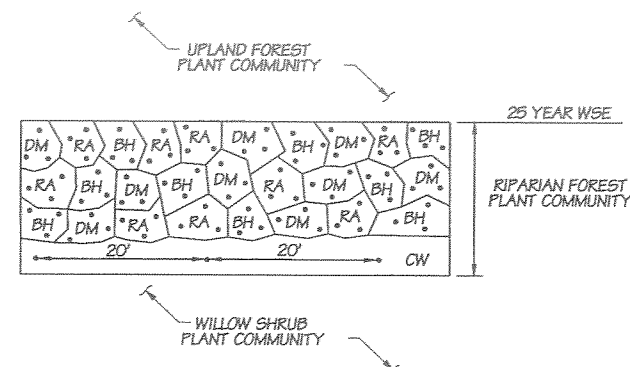 UPLAND FOREST
PLANT COMMUNITY
25 YEAR WSE
DM RA BH RA RA DM BH DM RA BH
RA BH DM BH DM RA DM BH DM
BH DM RA RA BH DM RA BH
RIPARIAN FOREST
PLANT COMMUNITY
20' 20' CW
WILLOW SHRUB
PLANT COMMUNITY